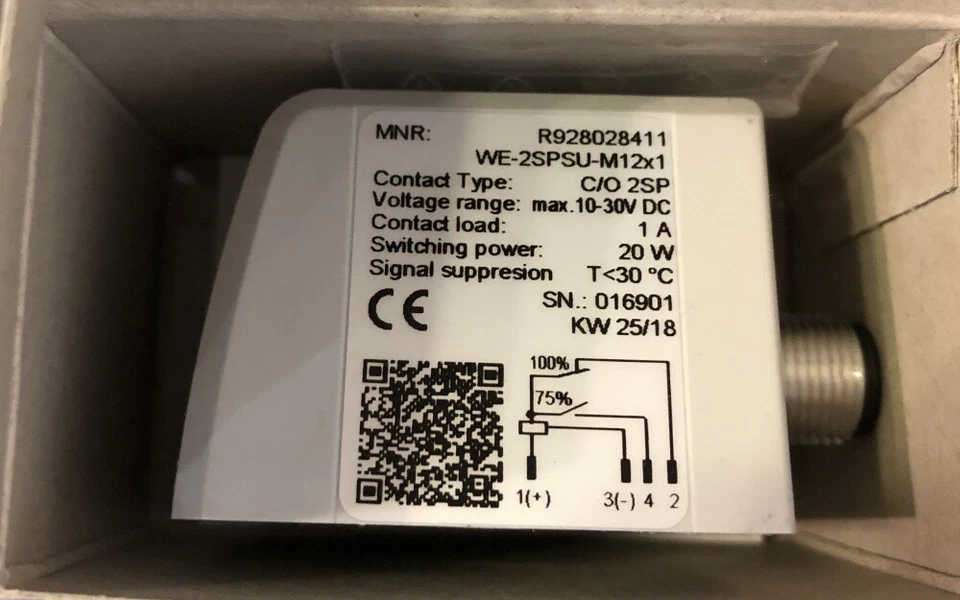 MNR: R928028411
WE-2SPSU-M12x1
Contact Type: C/O 2SP
Voltage range: max.10-30V DC
Contact load: 1 A
Switching power: 20 W
Signal suppresion T<30 °C
CE SN.: 016901
KW 25/18
100%
75%
1(+) 3(-) 4 2